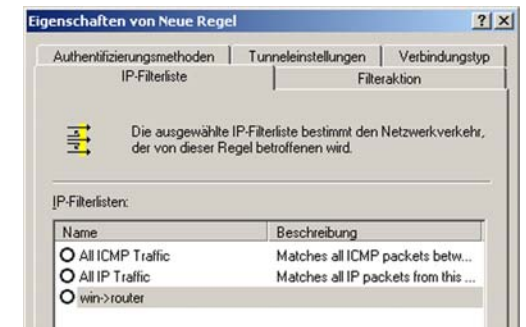 Eigenschaften von Neue Regel
Authentifizierungsmethoden Tunneleinstellungen Verbindungstyp
IP-Filterliste Filteraktion
Die ausgewählte IP-Filterliste bestimmt den Netzwerkverkehr,
der von dieser Regel betroffenen wird.
IP-Filterlisten:
Name Beschreibung
All ICMP Traffic Matches all ICMP packets betw...
All IP Traffic Matches all IP packets from this ...
win->router